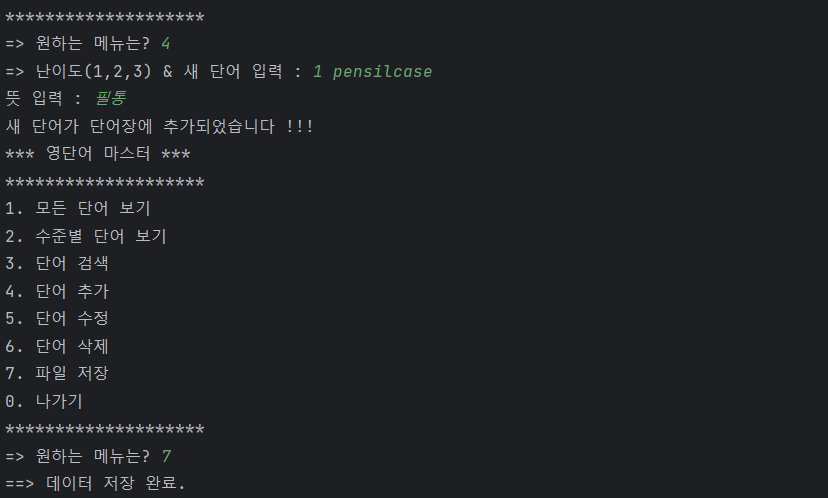 ********************
=> 원하는 메뉴는? 4
=> 난이도(1,2,3) & 새 단어 입력 : 1 pensilcase
뜻 입력 : 필통
새 단어가 단어장에 추가되었습니다 !!!
*** 영단어 마스터 ***
********************
1. 모든 단어 보기
2. 수준별 단어 보기
3. 단어 검색
4. 단어 추가
5. 단어 수정
6. 단어 삭제
7. 파일 저장
0. 나가기
********************
=> 원하는 메뉴는? 7
==> 데이터 저장 완료.